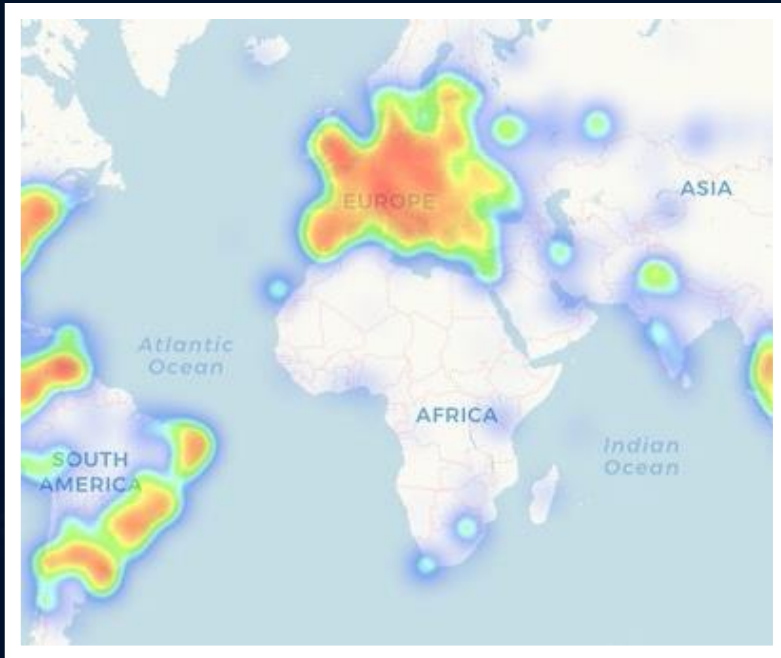 EUROPE
ASIA
Atlantic
Ocean
AFRICA
Indian
Ocean
SOUTH
AMERICA